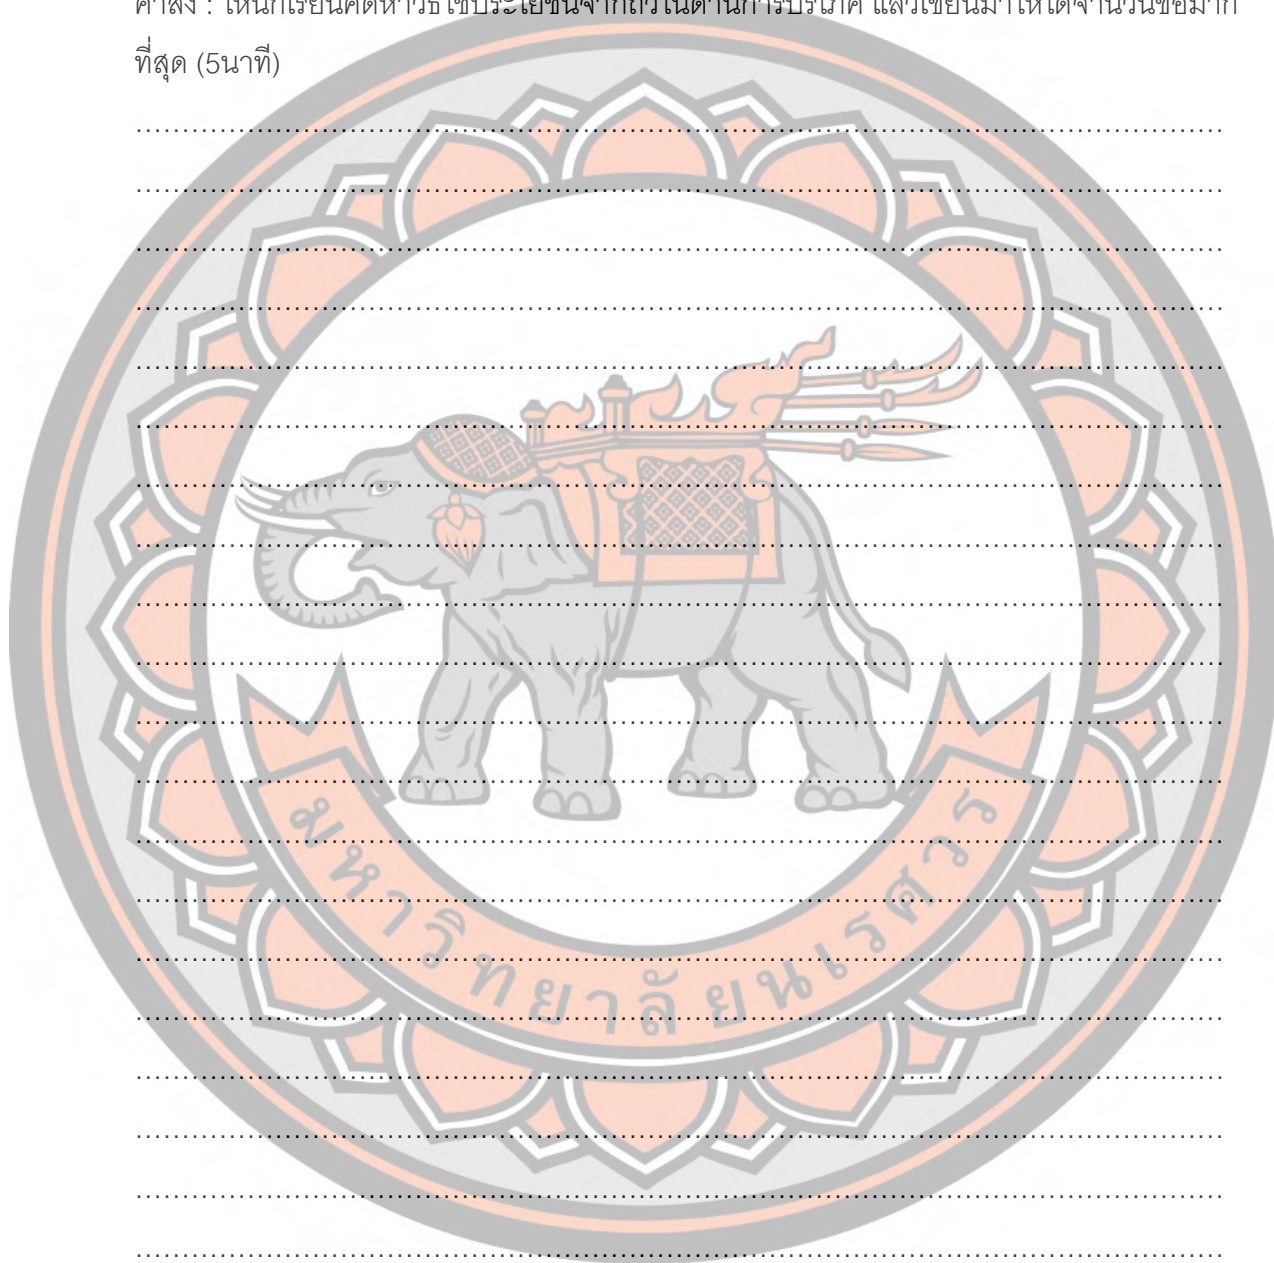 คำสั่ง : ให้นักเรียนคิดหาวิธีใช้ประโยชน์จากถั่วในด้านการบริโภค แล้วเขียนมาให้ได้จำนวนข้อมาก
ที่สุด (5นาที)
มหาวิทยาลัยนเรศวร